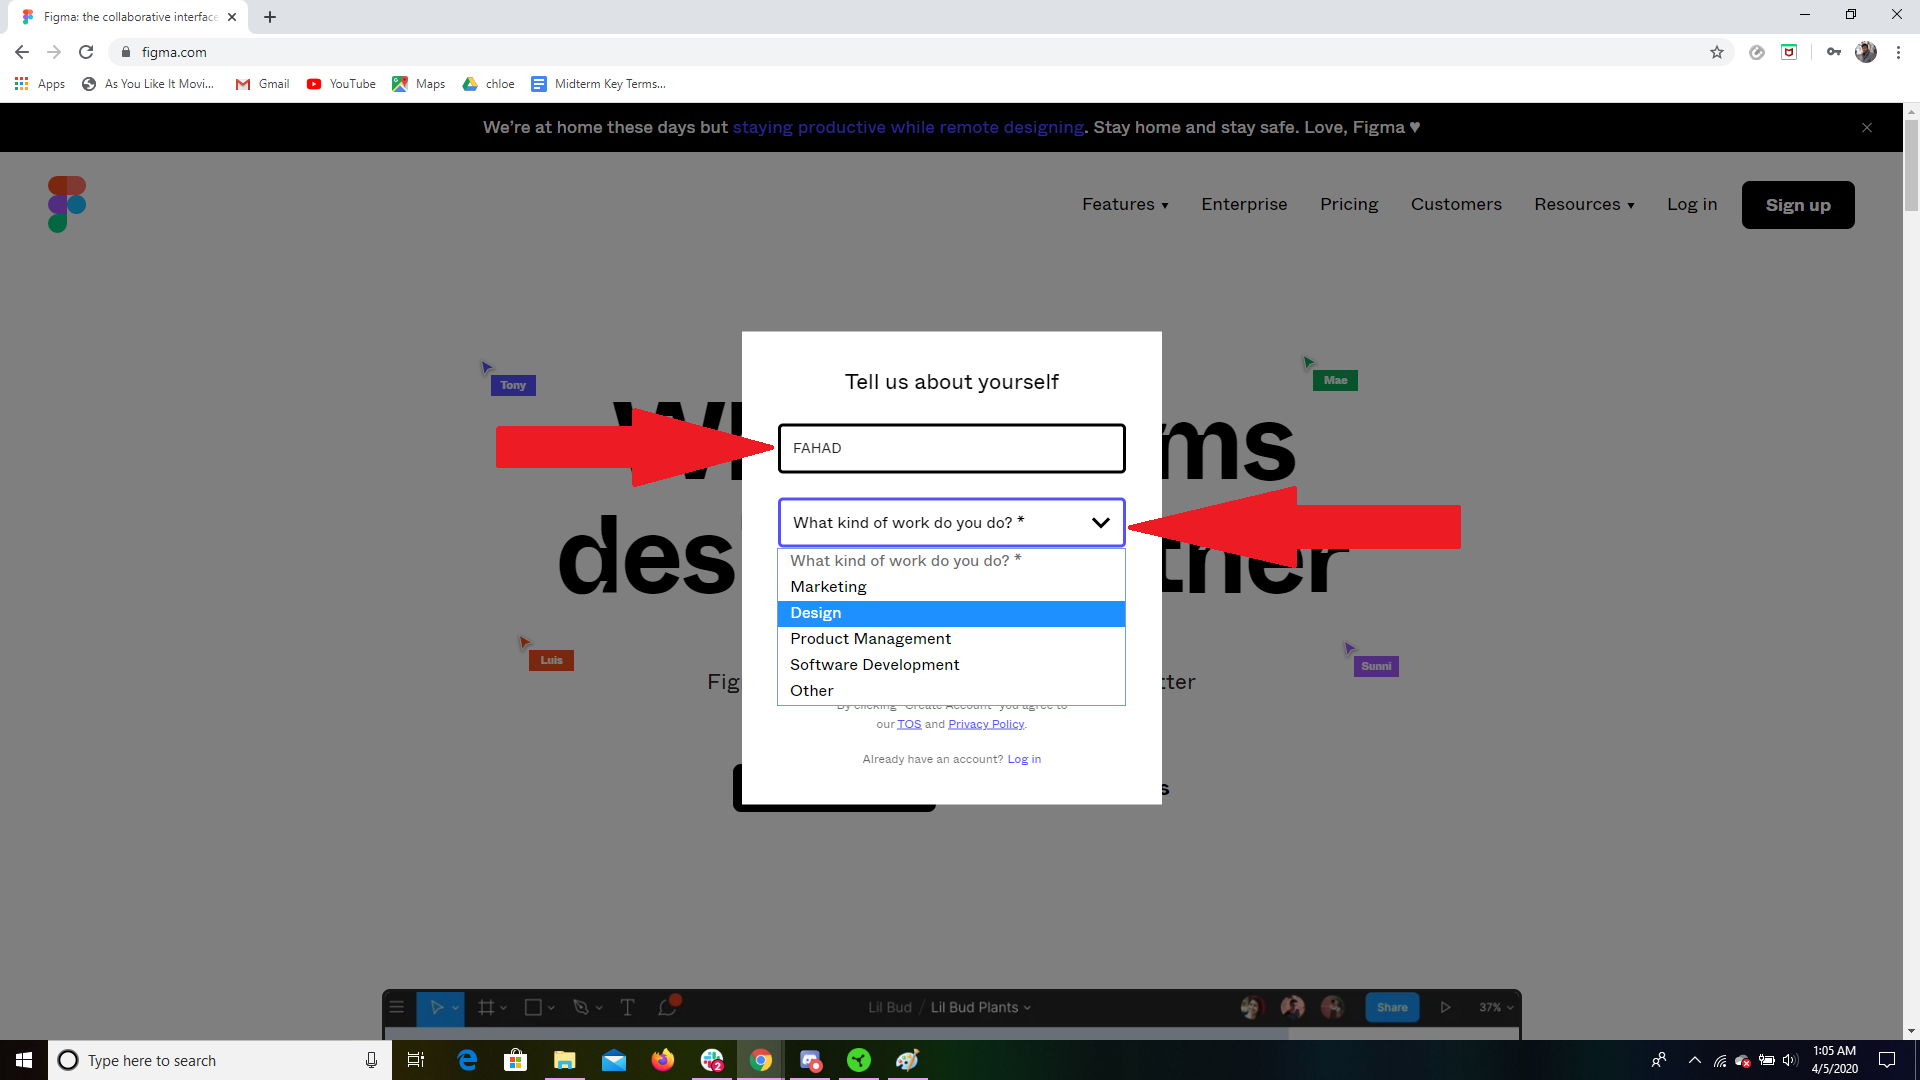 Figma: the collaborative interface
figma.com
Apps
As You Like It Movi...
Gmail
YouTube
Maps
chloe
Midterm Key Terms...
We're at home these days but staying productive while remote designing. Stay home and stay safe. Love, Figma ♥
Features ▾
Enterprise
Pricing
Customers
Resources ▾
Log in
Sign up
Tell us about yourself
Tony
Mae
FAHAD
ms
What kind of work do you do? *
des
ther
What kind of work do you do? *
Marketing
Design
Product Management
Software Development
Other
Luis
Sunni
Fig
tter
By clicking "Create Account" you agree to
our TOS and Privacy Policy.
Already have an account? Log in
s
Lil Bud / Lil Bud Plants
Share
37%
Type here to search
2
1:05 AM
4/5/2020